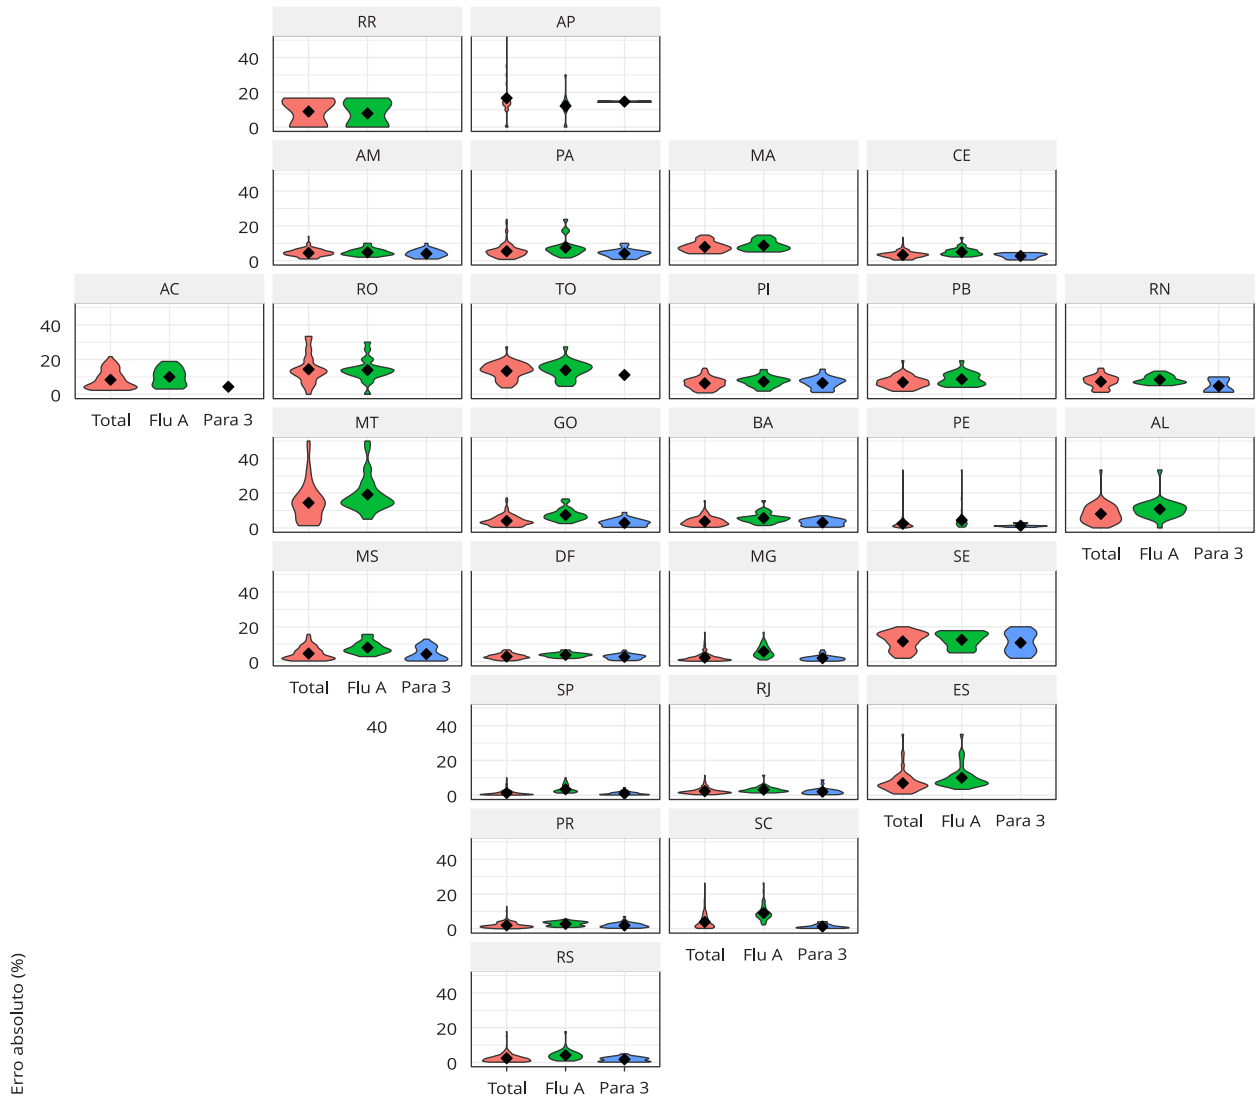 RR AP
40
20
0
AM PA MA CE
40
20
0
AC RO TO PI PB RN
40
20
0
Total Flu A Para 3
MT GO BA PE AL
40
20
0
Total Flu A Para 3
MS DF MG SE
40
20
0
Total Flu A Para 3
SP RJ ES
40 40
20
0
Total Flu A Para 3
PR SC
40
20
0
Total Flu A Para 3
RS
40
20
0
Total Flu A Para 3
Erro absoluto (%)